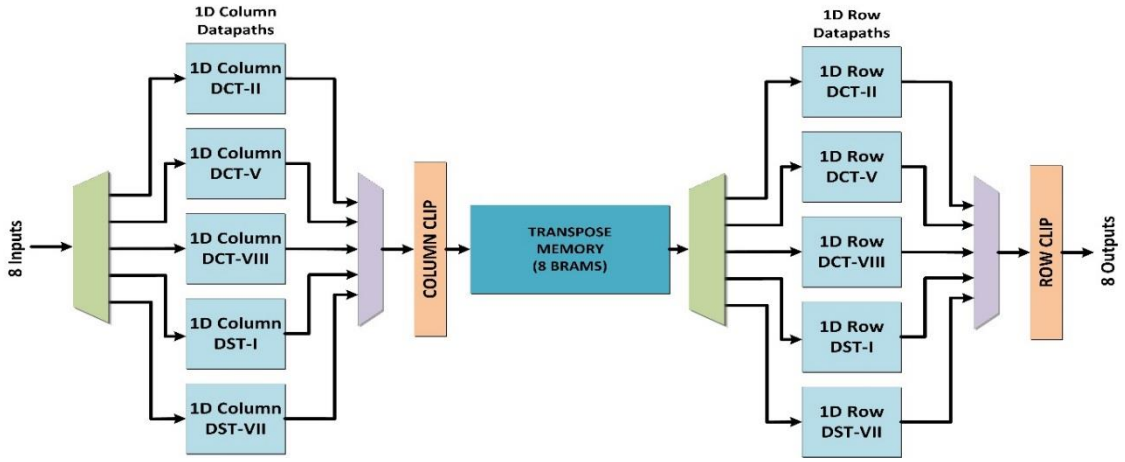 1D Column
Datapaths
8 Inputs
1D Column
DCT-II
1D Column
DCT-V
1D Column
DCT-VIII
1D Column
DST-I
1D Column
DST-VII
COLUMN CLIP
TRANSPOSE
MEMORY
(8 BRAMS)
1D Row
Datapaths
1D Row
DCT-II
1D Row
DCT-V
1D Row
DCT-VIII
1D Row
DST-I
1D Row
DST-VII
ROW CLIP
8 Outputs